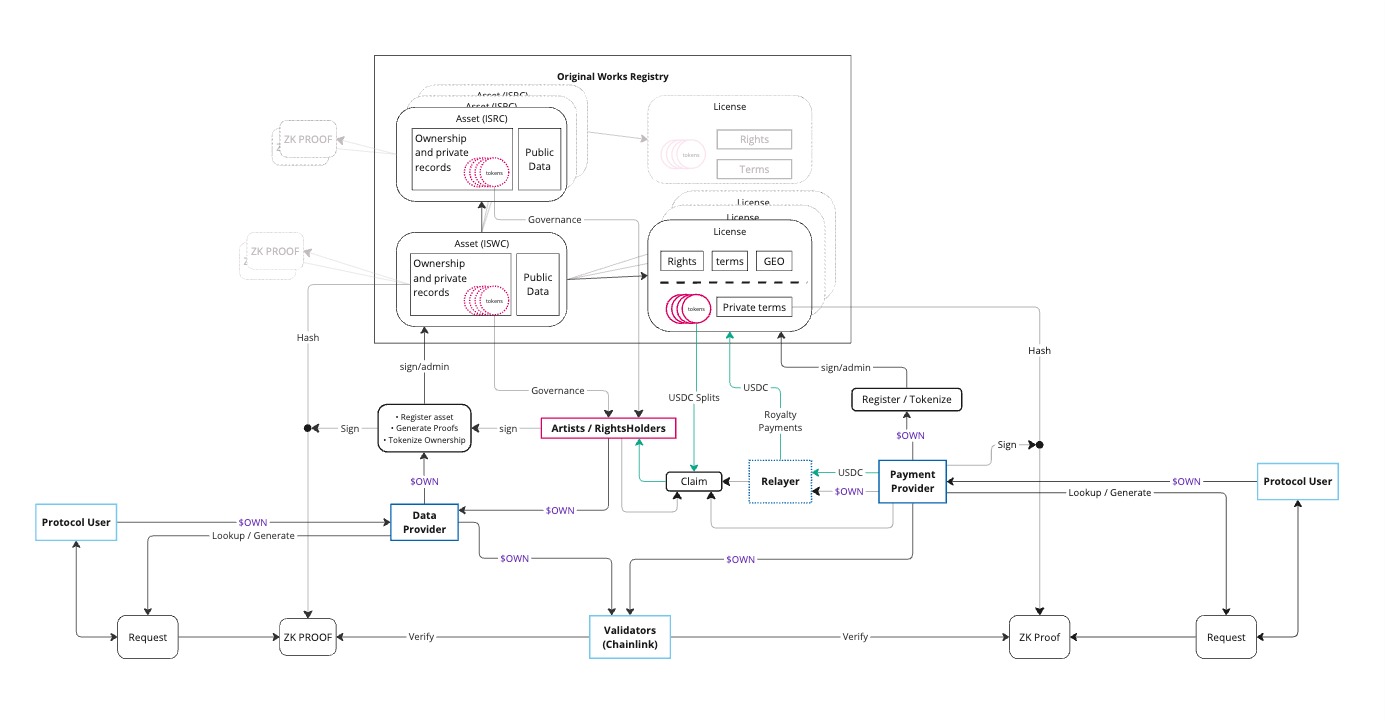 Original Works Registry
Asset (ISRC)
Asset (ISRC)
Asset (ISRC)
Ownership
and private
records
tokens
Public
Data
License
Rights
tokens
Terms
ZK PROOF
Governance
License
License
License
Rights
terms
GEO
tokens
Private terms
Asset (ISWC)
Ownership
and private
records
tokens
Public
Data
ZK PROOF
Hash
Hash
sign/admin
sign/admin
Governance
USDC Splits
USDC
Royalty
Payments
Register / Tokenize
• Register asset
• Generate Proofs
• Tokenize Ownership
Sign
sign
Artists / RightsHolders
$OWN
Sign
$OWN
Claim
Relayer
USDC
$OWN
Payment
Provider
$OWN
Lookup / Generate
Protocol User
Protocol User
$OWN
Lookup / Generate
Data
Provider
$OWN
$OWN
$OWN
Request
ZK PROOF
Verify
Validators
(Chainlink)
Verify
ZK Proof
Request